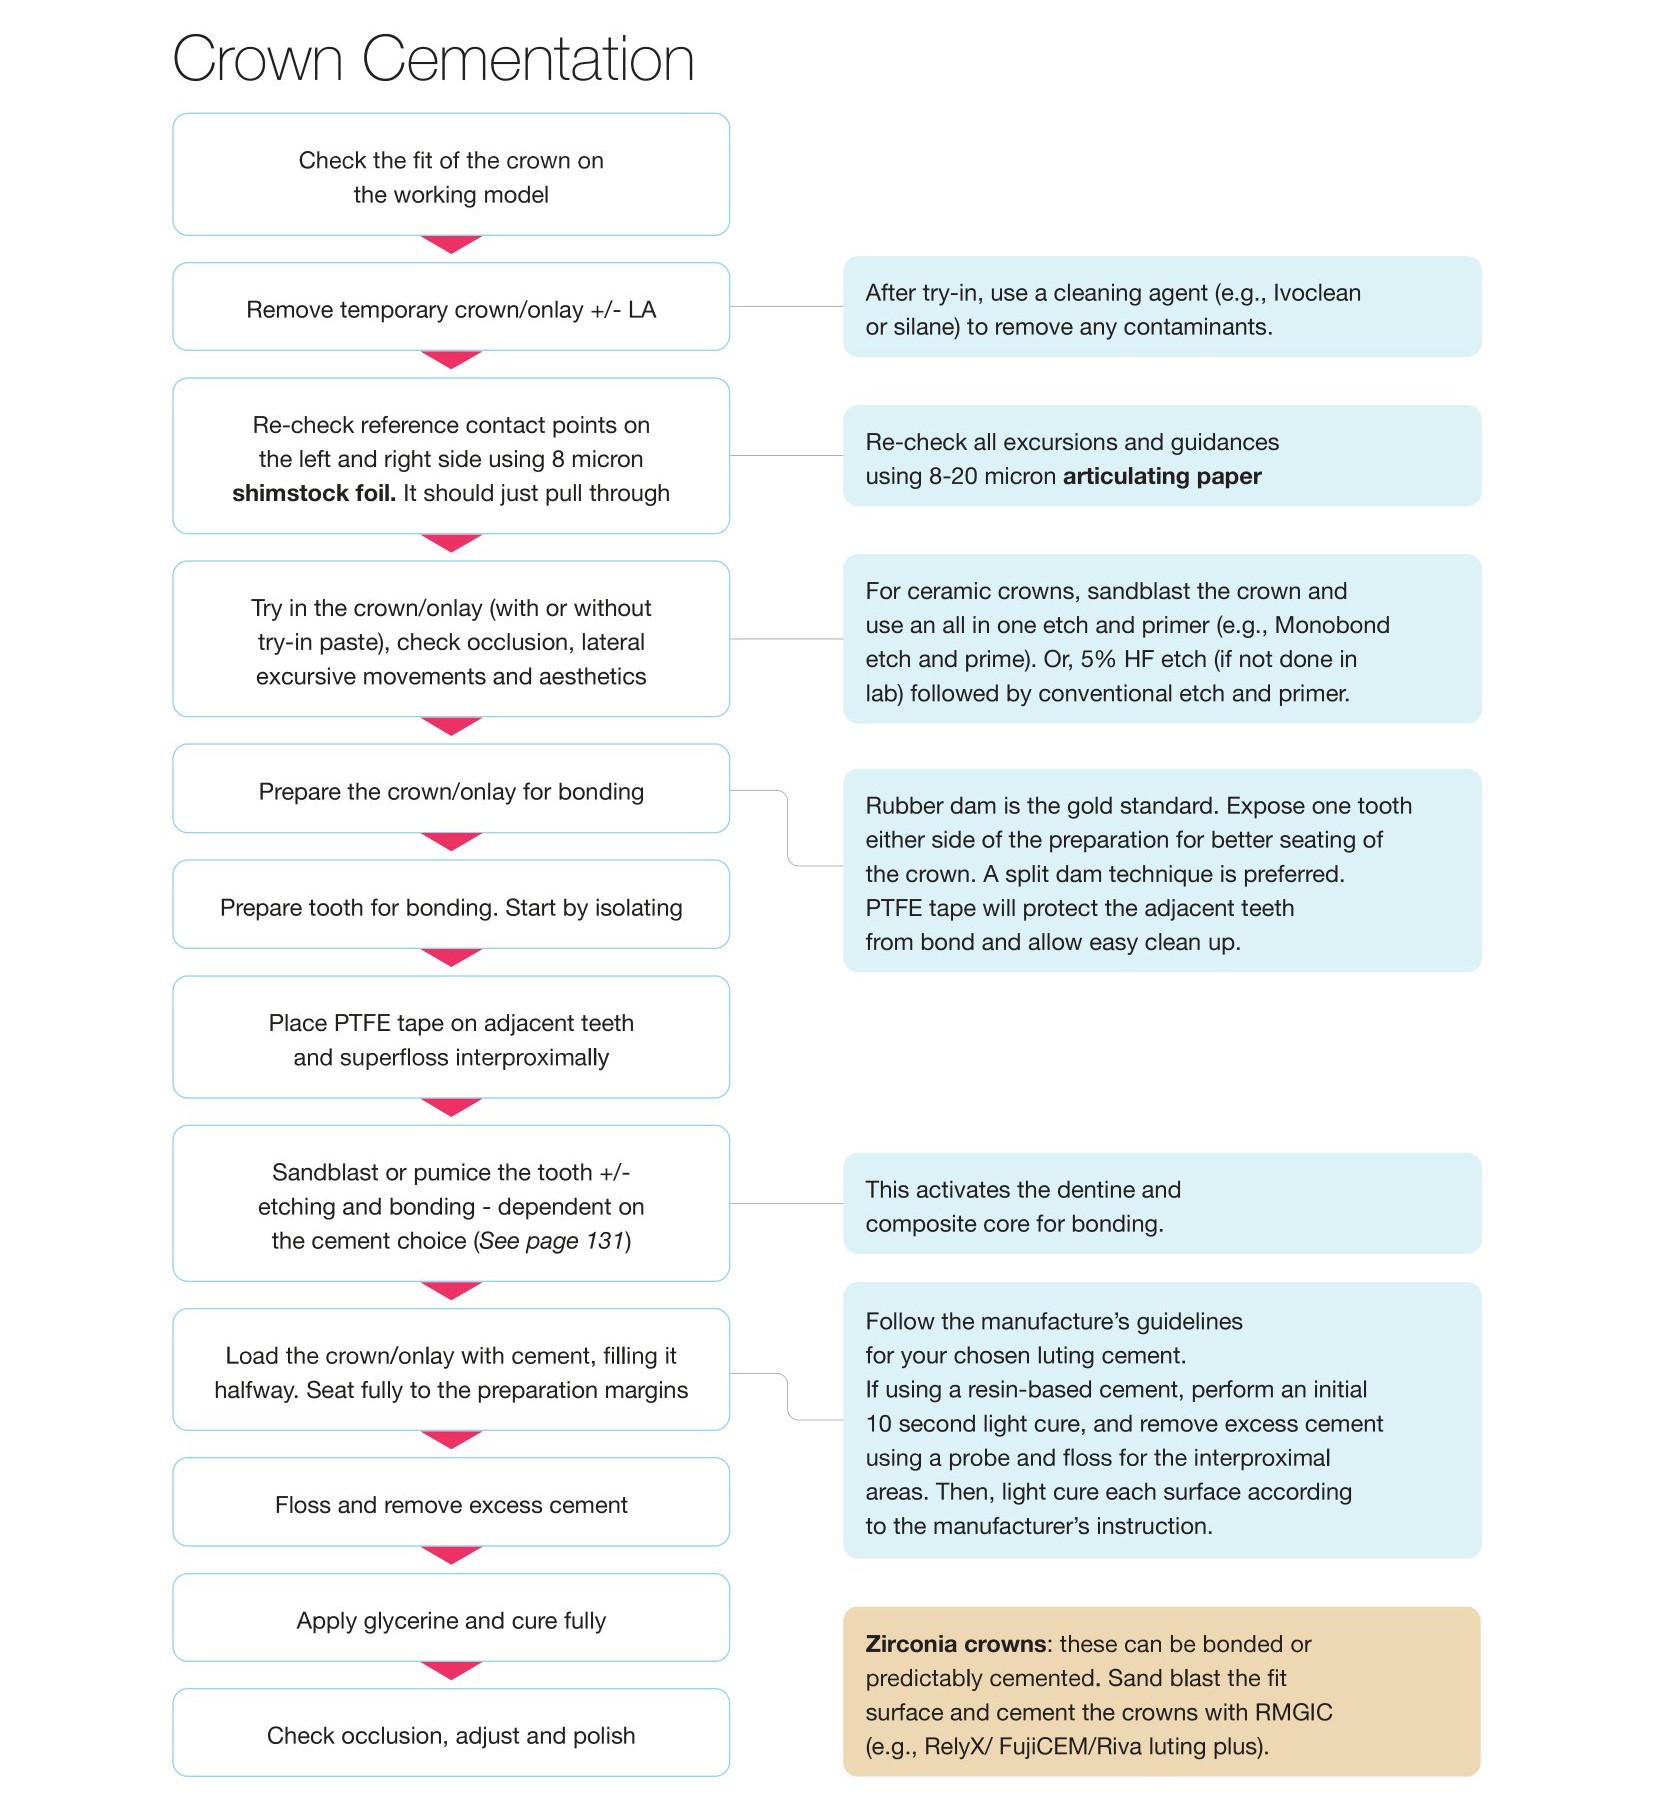 Crown Cementation
Check the fit of the crown on
the working model
Remove temporary crown/onlay +/- LA
After try-in, use a cleaning agent (e.g., Ivoclean
or silane) to remove any contaminants.
Re-check reference contact points on
the left and right side using 8 micron
shimstock foil. It should just pull through
Re-check all excursions and guidances
using 8-20 micron articulating paper
Try in the crown/onlay (with or without
try-in paste), check occlusion, lateral
excursive movements and aesthetics
For ceramic crowns, sandblast the crown and
use an all in one etch and primer (e.g., Monobond
etch and prime). Or, 5% HF etch (if not done in
lab) followed by conventional etch and primer.
Prepare the crown/onlay for bonding
Rubber dam is the gold standard. Expose one tooth
either side of the preparation for better seating of
the crown. A split dam technique is preferred.
PTFE tape will protect the adjacent teeth
from bond and allow easy clean up.
Prepare tooth for bonding. Start by isolating
Place PTFE tape on adjacent teeth
and superfloss interproximally
Sandblast or pumice the tooth +/-
etching and bonding - dependent on
the cement choice (See page 131)
This activates the dentine and
composite core for bonding.
Load the crown/onlay with cement, filling it
halfway. Seat fully to the preparation margins
Follow the manufacture's guidelines
for your chosen luting cement.
If using a resin-based cement, perform an initial
10 second light cure, and remove excess cement
using a probe and floss for the interproximal
areas. Then, light cure each surface according
to the manufacturer's instruction.
Floss and remove excess cement
Apply glycerine and cure fully
Check occlusion, adjust and polish
Zirconia crowns: these can be bonded or
predictably cemented. Sand blast the fit
surface and cement the crowns with RMGIC
(e.g., RelyX/ FujiCEM/Riva luting plus).